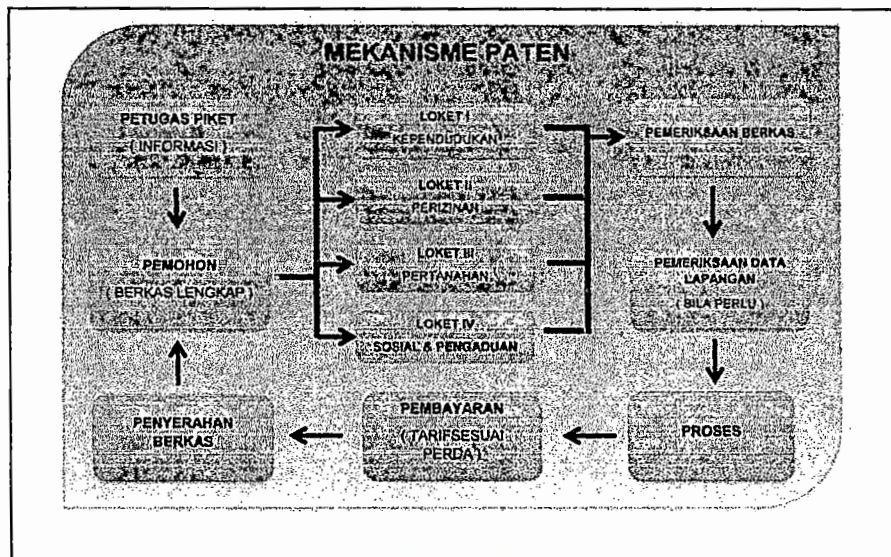 MEKANISME PATEN
PETUGAS PIKET
( INFORMASI )
LOKET I
KEPENDUDUKAN
PEMERIKSAAN BERKAS
LOKET II
PERIZINAN
PEMOHON
( BERKAS LENGKAP )
LOKET III
PERTANAHAN
PEMERIKSAAN DATA
LAPANGAN
( BILA PERLU )
LOKET IV
SOSIAL & PENGADUAN
PENYERAHAN
BERKAS
PEMBAYARAN
( TARIFSESUAI
PERDA )
PROSES